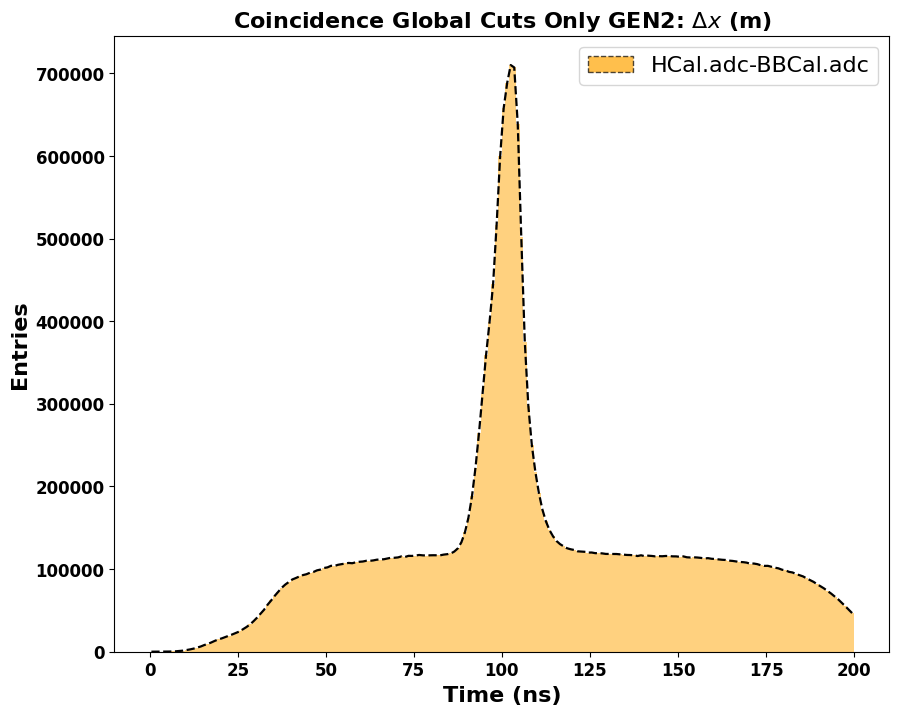 Coincidence Global Cuts Only GEN2: Δx (m)
HCal.adc-BBCal.adc
700000
600000
500000
400000
300000
200000
100000
0
Entries
0 25 50 75 100 125 150 175 200
Time (ns)